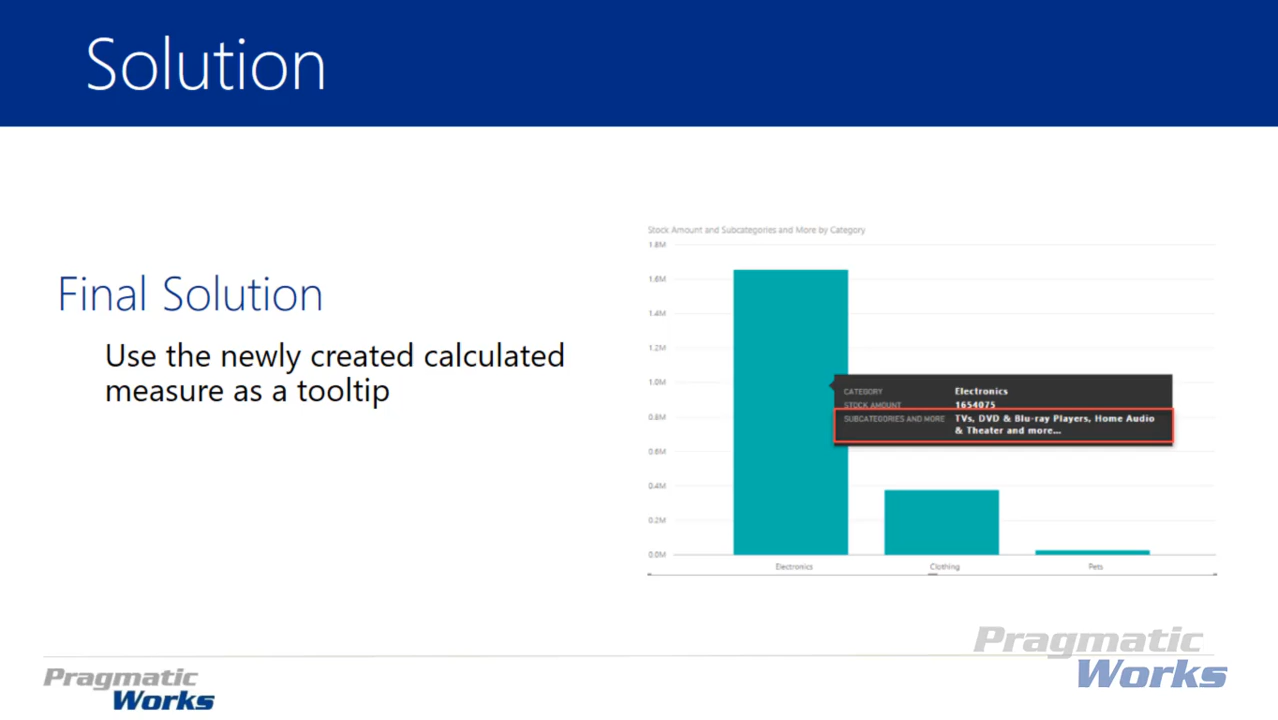 Solution
Final Solution
Use the newly created calculated
measure as a tooltip
Stock Amount and Subcategories and More by Category
1.8M
1.6M
1.4M
1.2M
1.0M
0.8M
0.6M
0.4M
0.2M
0.0M
CATEGORY Electronics
STOCK AMOUNT 1654075
SUBCATEGORIES AND MORE TVs, DVD & Blu-ray Players, Home Audio
& Theater and more...
Electronics Clothing Pets
Pragmatic
Works
Pragmatic
Works